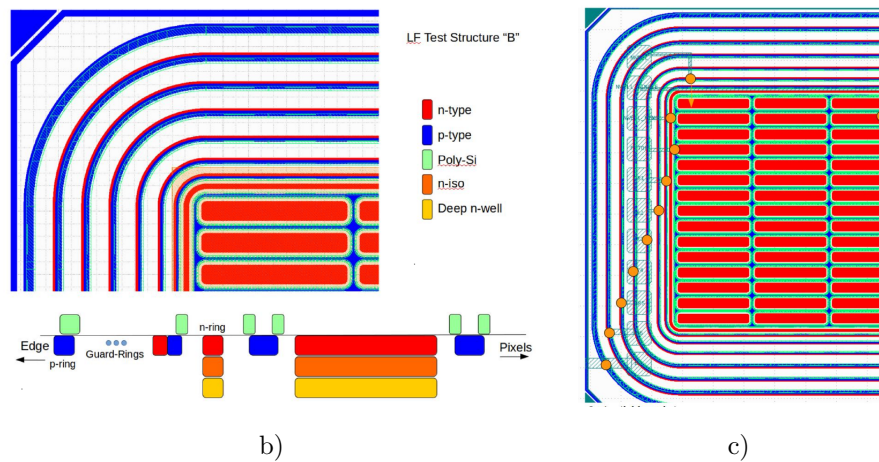 LF Test Structure “B”
n-type
p-type
Poly-Si
n-iso
Deep n-well
n-ring
Edge
Guard-Rings
Pixels
p-ring
b)
c)